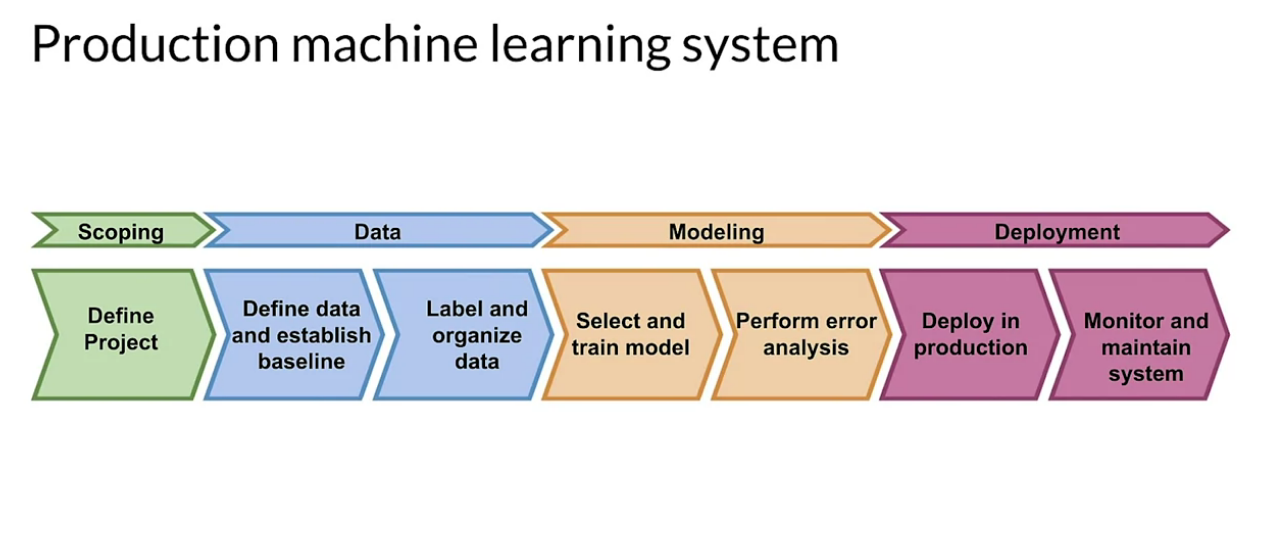 Production machine learning system
Scoping
Data
Modeling
Deployment
Define
Project
Define data
and establish
baseline
Label and
organize
data
Select and
train model
Perform error
analysis
Deploy in
production
Monitor and
maintain
system